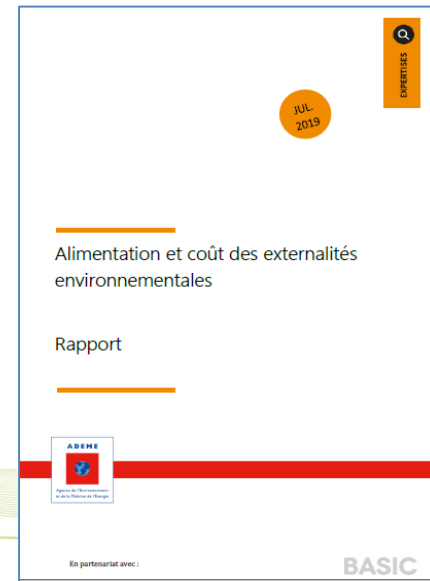 EXPERTISES
JUL.
2019
Alimentation et coût des externalités
environnementales
Rapport
ADEME
Agence de l'Environnement
et de la Maîtrise de l'Energie
En partenariat avec :
BASIC